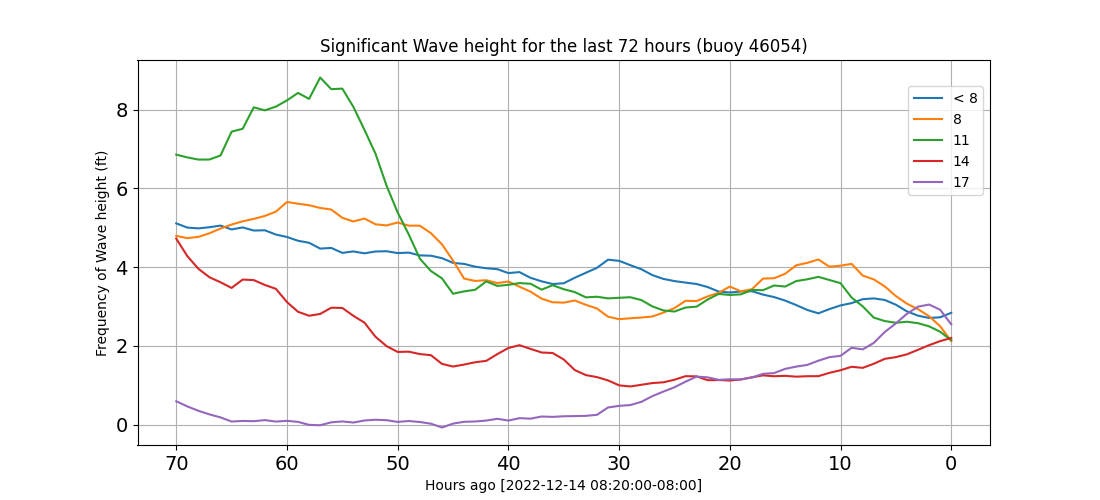 Significant Wave height for the last 72 hours (buoy 46054)
Frequency of Wave height (ft)
8
6
4
2
0
< 8
8
11
14
17
70 60 50 40 30 20 10 0
Hours ago [2022-12-14 08:20:00-08:00]